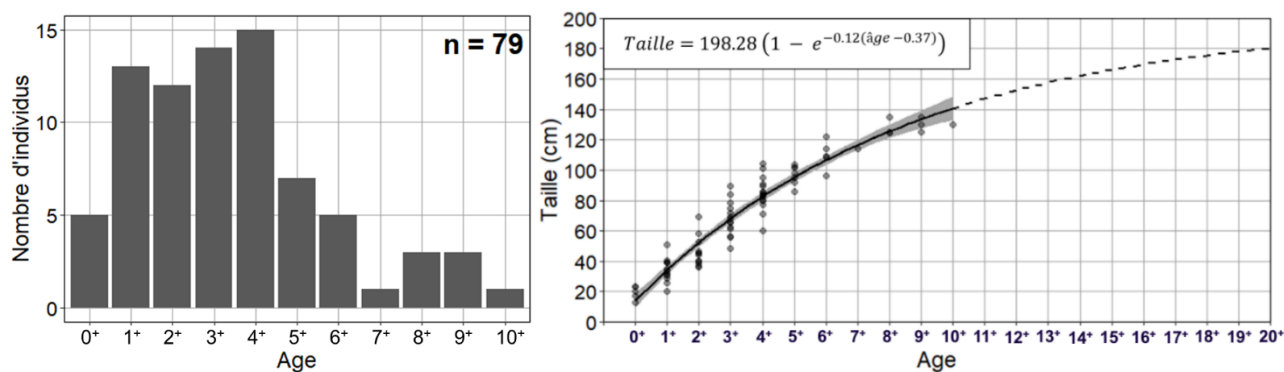 n = 79
15
10
5
0
Nombre d'individus
0⁺ 1⁺ 2⁺ 3⁺ 4⁺ 5⁺ 6⁺ 7⁺ 8⁺ 9⁺ 10⁺
Age
Taille = 198.28 (1 − e^{−0.12(âge−0.37)})
200
180
160
140
120
100
80
60
40
20
0
Taille (cm)
0⁺ 1⁺ 2⁺ 3⁺ 4⁺ 5⁺ 6⁺ 7⁺ 8⁺ 9⁺ 10⁺ 11⁺ 12⁺ 13⁺ 14⁺ 15⁺ 16⁺ 17⁺ 18⁺ 19⁺ 20⁺
Age